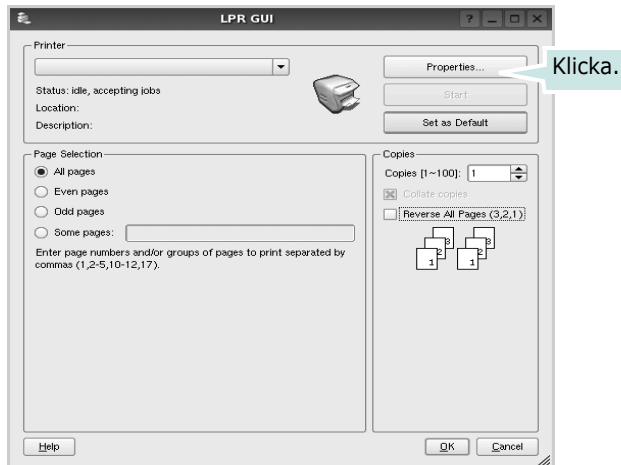 LPR GUI
Printer
Properties...
Klicka.
Status: idle, accepting jobs
Start
Location:
Description:
Set as Default
Page Selection
All pages
Even pages
Odd pages
Some pages:
Enter page numbers and/or groups of pages to print separated by
commas (1,2-5,10-12,17).
Copies
Copies [1~100]: 1
Collate copies
Reverse All Pages (3,2,1)
3 3
2 2
1 1
Help
OK
Cancel